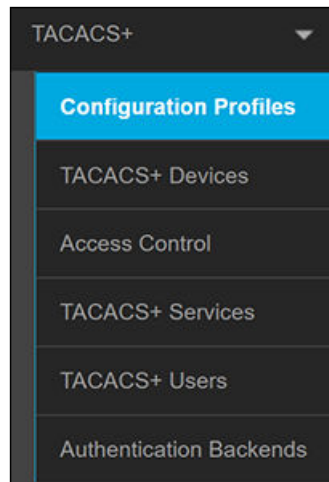 TACACS+
Configuration Profiles
TACACS+ Devices
Access Control
TACACS+ Services
TACACS+ Users
Authentication Backends